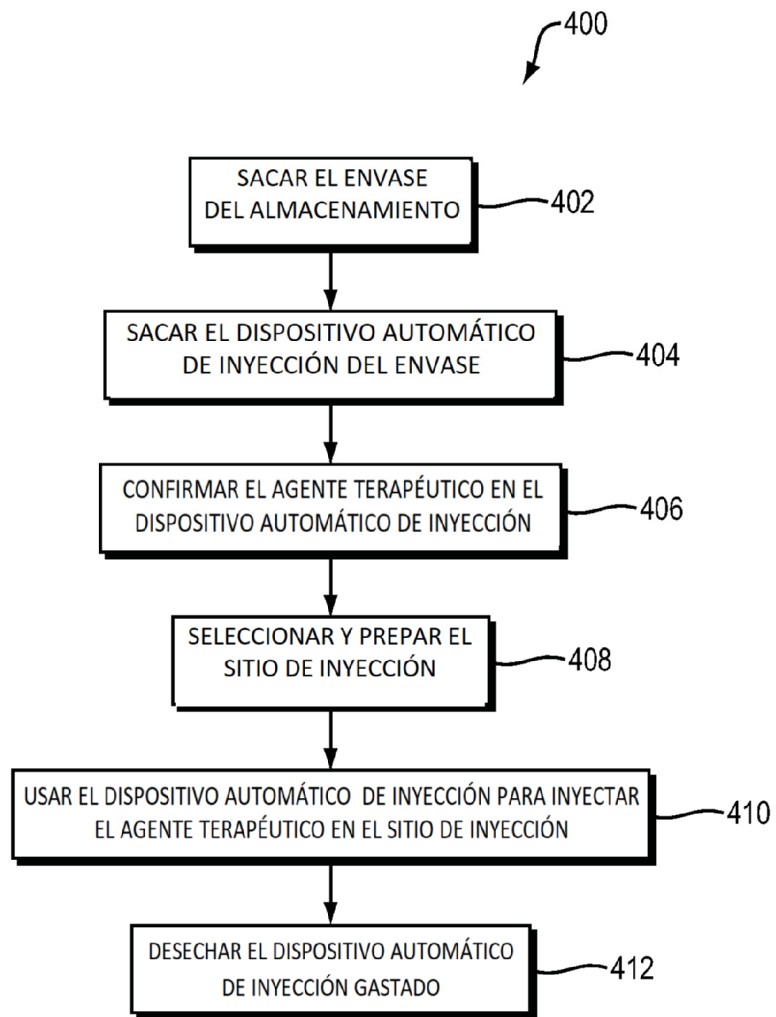 400
SACAR EL ENVASE
DEL ALMACENAMIENTO
402
SACAR EL DISPOSITIVO AUTOMÁTICO
DE INYECCIÓN DEL ENVASE
404
CONFIRMAR EL AGENTE TERAPÉUTICO EN EL
DISPOSITIVO AUTOMÁTICO DE INYECCIÓN
406
SELECCIONAR Y PREPAR EL
SITIO DE INYECCIÓN
408
USAR EL DISPOSITIVO AUTOMÁTICO DE INYECCIÓN PARA INYECTAR
EL AGENTE TERAPÉUTICO EN EL SITIO DE INYECCIÓN
410
DESECHAR EL DISPOSITIVO AUTOMÁTICO
DE INYECCIÓN GASTADO
412